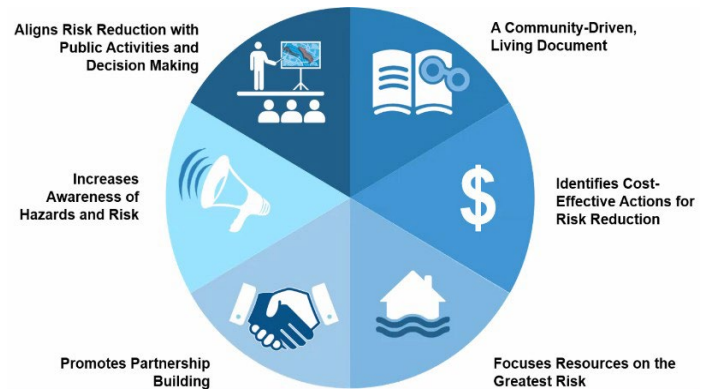 Aligns Risk Reduction with
Public Activities and
Decision Making
A Community-Driven,
Living Document
Increases
Awareness of
Hazards and Risk
$
Identifies Cost-
Effective Actions for
Risk Reduction
Promotes Partnership
Building
Focuses Resources on the
Greatest Risk